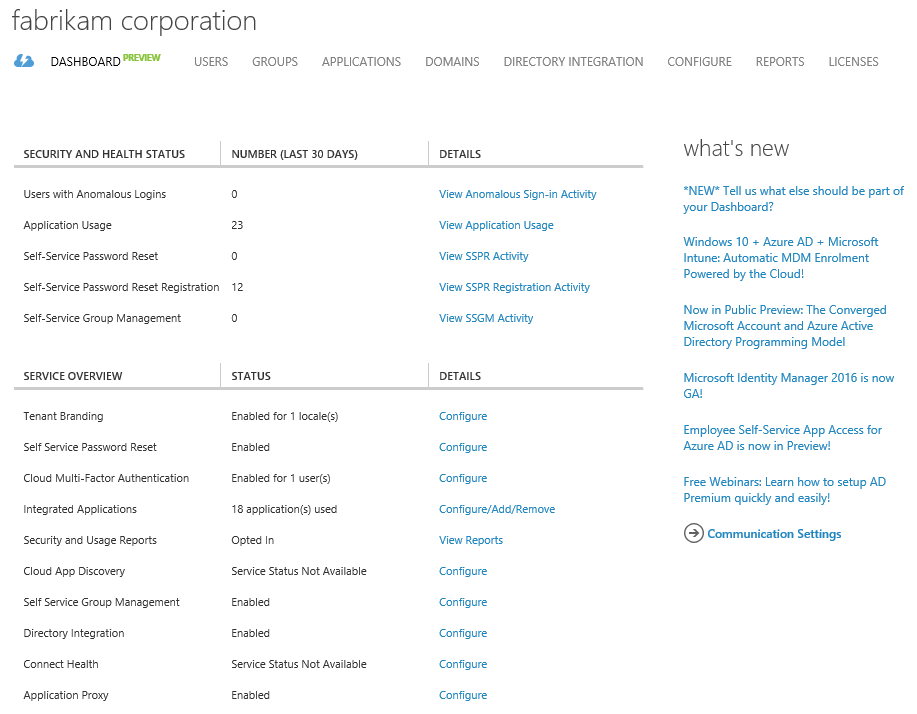 fabrikam corporation
DASHBOARD PREVIEW USERS GROUPS APPLICATIONS DOMAINS DIRECTORY INTEGRATION CONFIGURE REPORTS LICENSES
SECURITY AND HEALTH STATUS NUMBER (LAST 30 DAYS) DETAILS
Users with Anomalous Logins 0 View Anomalous Sign-in Activity
Application Usage 23 View Application Usage
Self-Service Password Reset 0 View SSPR Activity
Self-Service Password Reset Registration 12 View SSPR Registration Activity
Self-Service Group Management 0 View SSGM Activity
SERVICE OVERVIEW STATUS DETAILS
Tenant Branding Enabled for 1 locale(s) Configure
Self Service Password Reset Enabled Configure
Cloud Multi-Factor Authentication Enabled for 1 user(s) Configure
Integrated Applications 18 application(s) used Configure/Add/Remove
Security and Usage Reports Opted In View Reports
Cloud App Discovery Service Status Not Available Configure
Self Service Group Management Enabled Configure
Directory Integration Enabled Configure
Connect Health Service Status Not Available Configure
Application Proxy Enabled Configure
what's new
*NEW* Tell us what else should be part of
your Dashboard?
Windows 10 + Azure AD + Microsoft
Intune: Automatic MDM Enrolment
Powered by the Cloud!
Now in Public Preview: The Converged
Microsoft Account and Azure Active
Directory Programming Model
Microsoft Identity Manager 2016 is now
GA!
Employee Self-Service App Access for
Azure AD is now in Preview!
Free Webinars: Learn how to setup AD
Premium quickly and easily!
Communication Settings